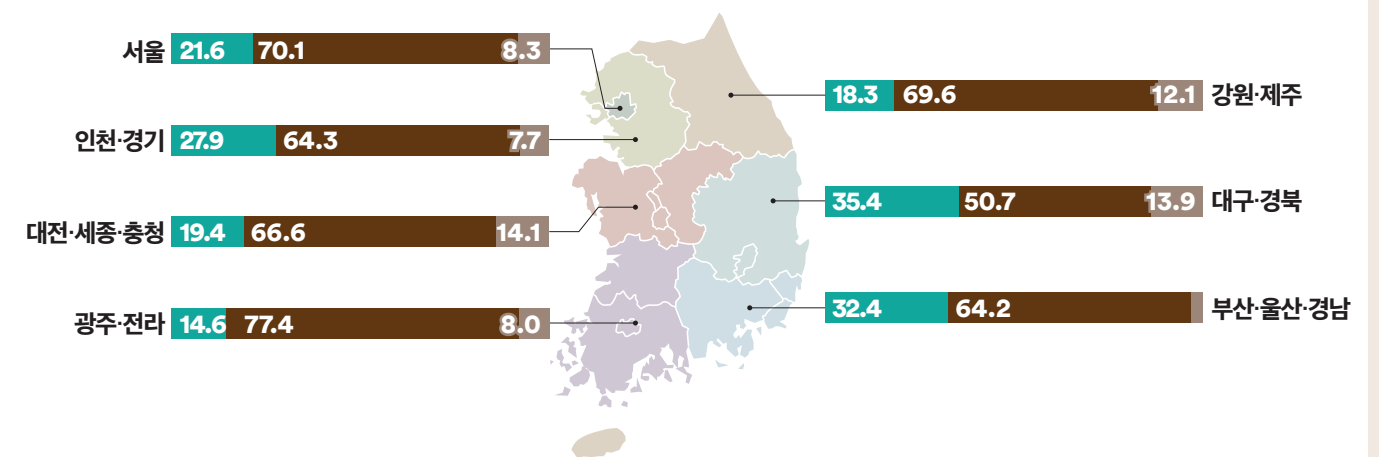 서울 21.6 70.1 8.3
인천·경기 27.9 64.3 7.7
대전·세종·충청 19.4 66.6 14.1
광주·전라 14.6 77.4 8.0
18.3 69.6 12.1 강원·제주
35.4 50.7 13.9 대구·경북
32.4 64.2 부산·울산·경남